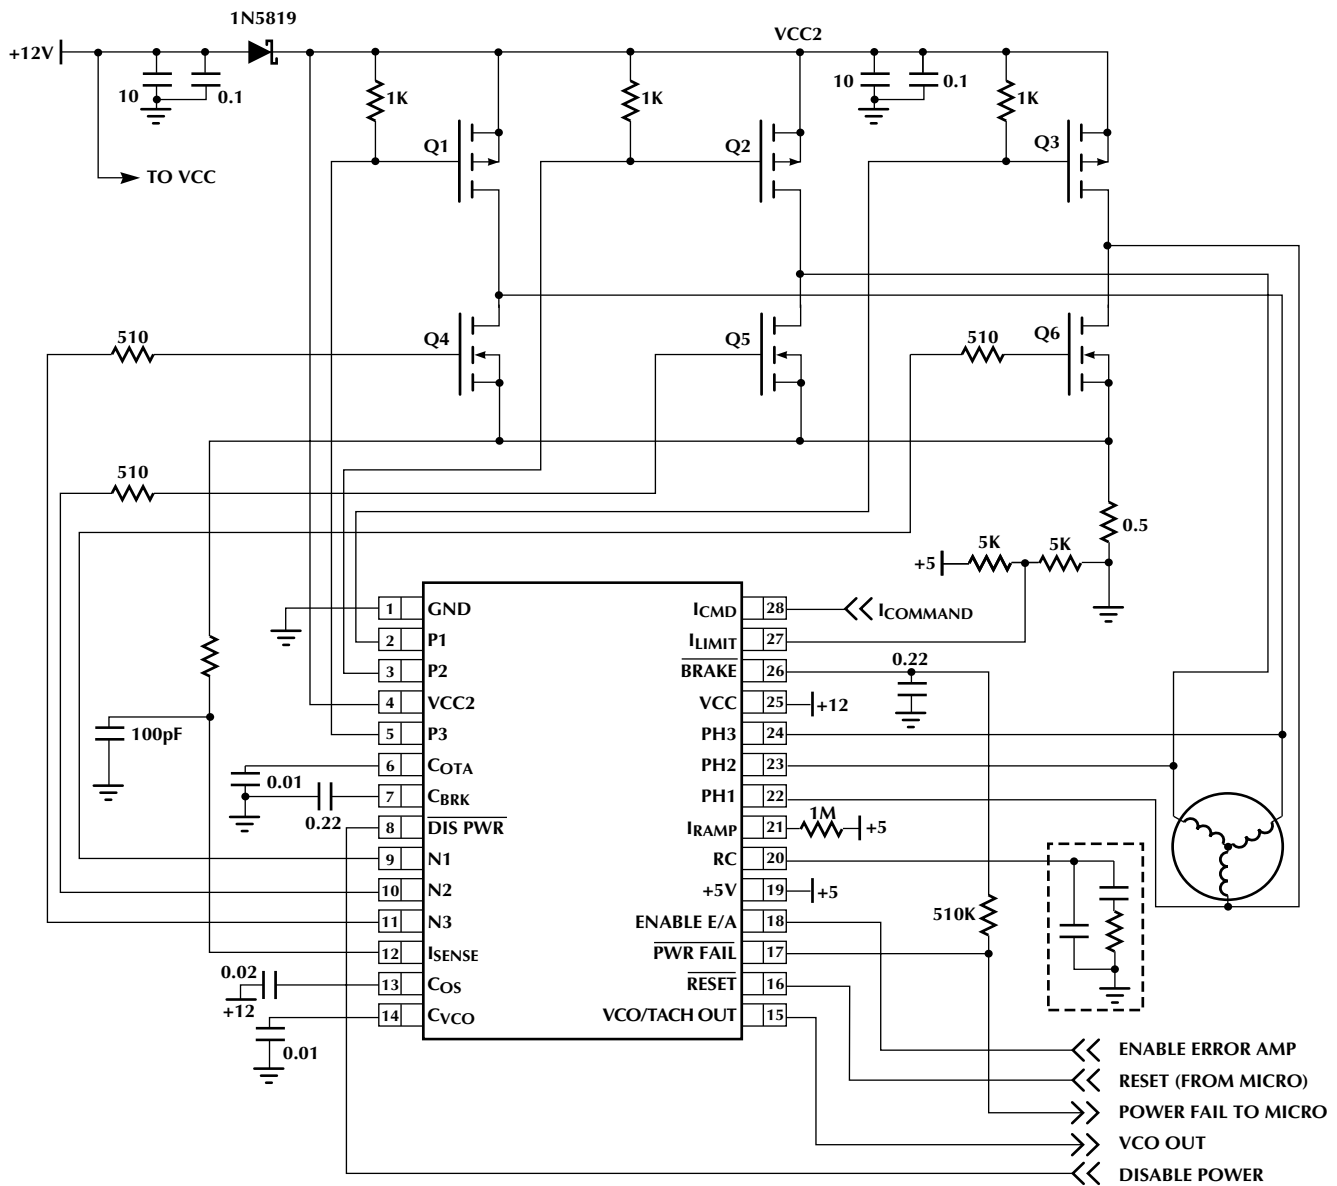 1N5819
+12V
VCC2
10
0.1
10
0.1
1K
1K
1K
Q1
Q2
Q3
TO VCC
510
Q4
Q5
510
Q6
510
0.5
+5
5K
5K
1 GND
2 P1
3 P2
4 VCC2
5 P3
6 COTA
7 CBRK
8 DIS PWR
9 N1
10 N2
11 N3
12 ISENSE
13 COS
14 CVCO
ICMD 28
ILIMIT 27
BRAKE 26
VCC 25
PH3 24
PH2 23
PH1 22
IRAMP 21
RC 20
+5V 19
ENABLE E/A 18
PWR FAIL 17
RESET 16
VCO/TACH OUT 15
ICOMMAND
0.22
+12
100pF
0.01
0.22
1M
+5
+5
510K
0.02
+12
0.01
ENABLE ERROR AMP
RESET (FROM MICRO)
POWER FAIL TO MICRO
VCO OUT
DISABLE POWER